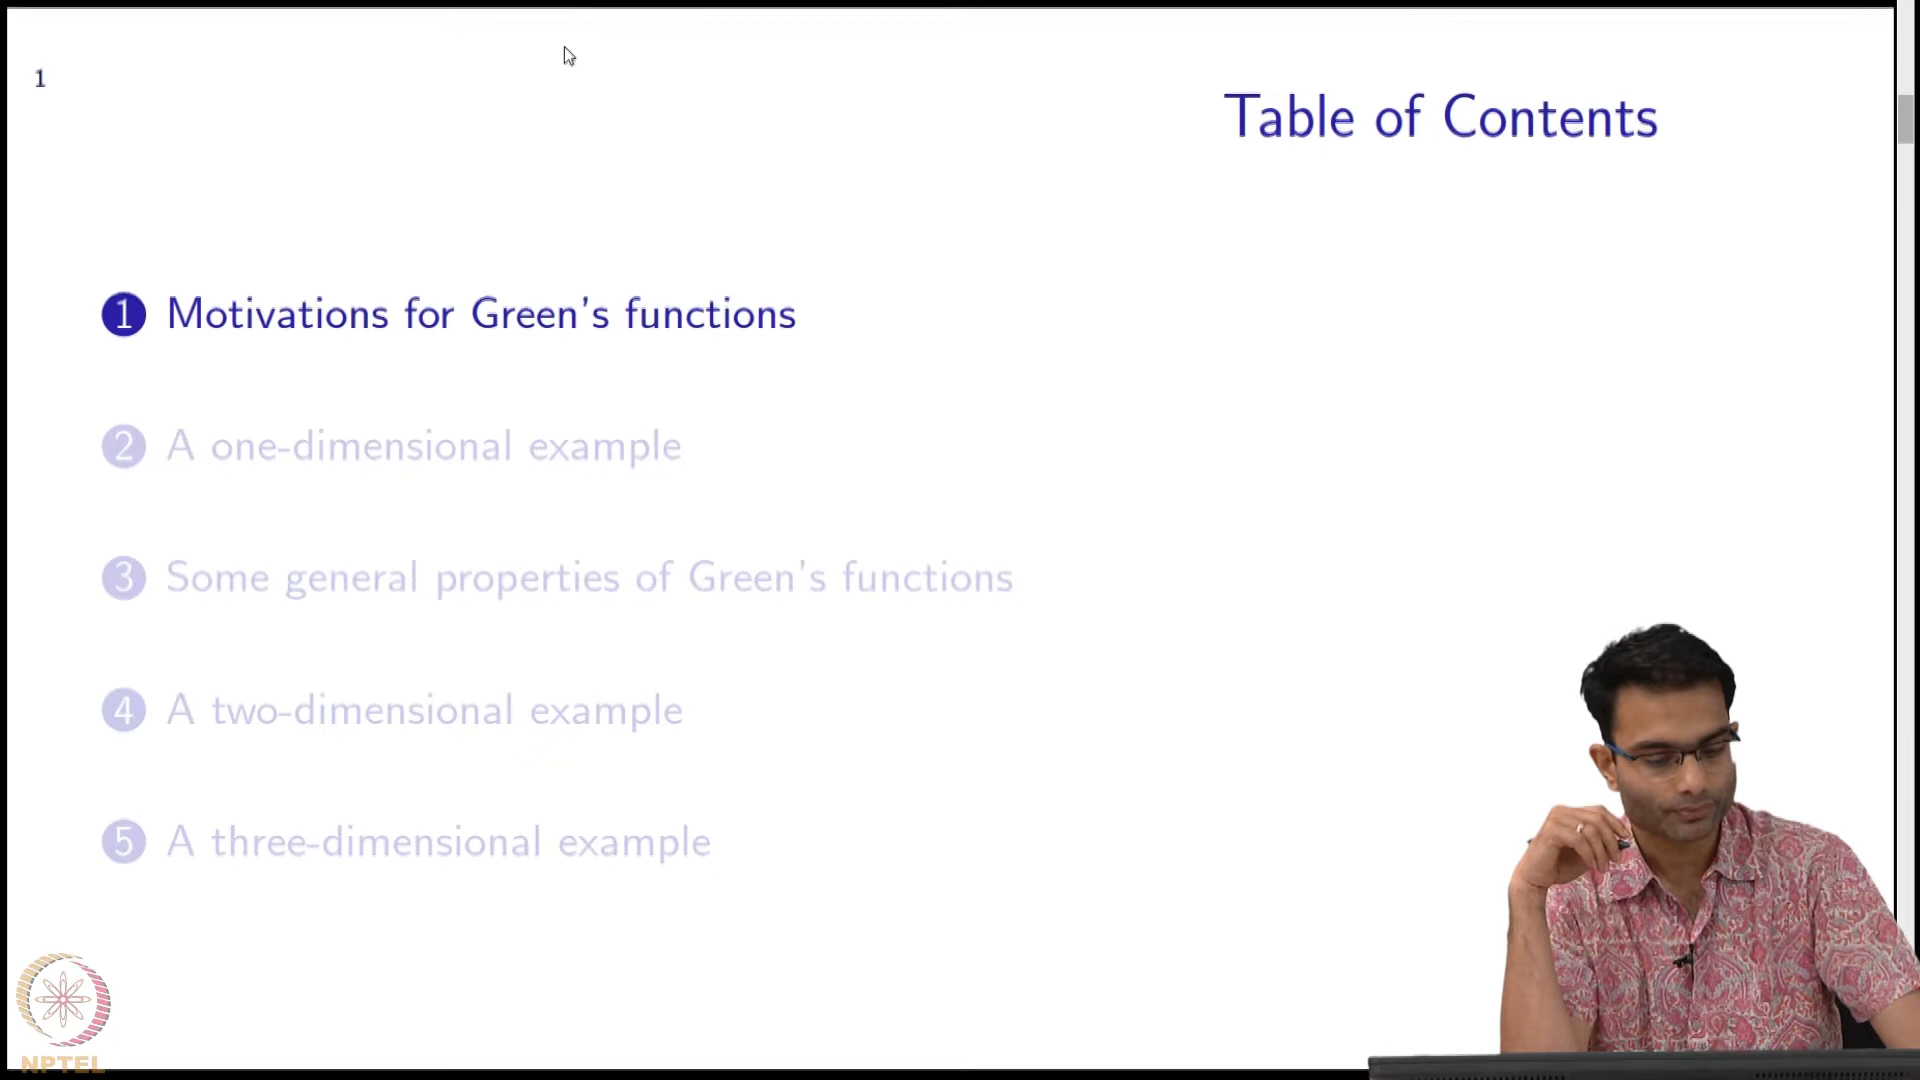 1
Table of Contents
1 Motivations for Green's functions
2 A one-dimensional example
3 Some general properties of Green's functions
4 A two-dimensional example
5 A three-dimensional example
NPTEL